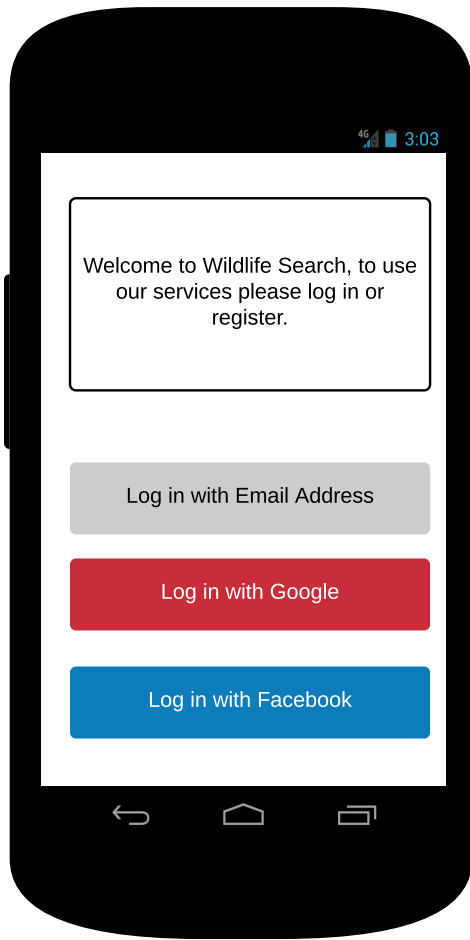 4G 3:03
Welcome to Wildlife Search, to use
our services please log in or
register.
Log in with Email Address
Log in with Google
Log in with Facebook